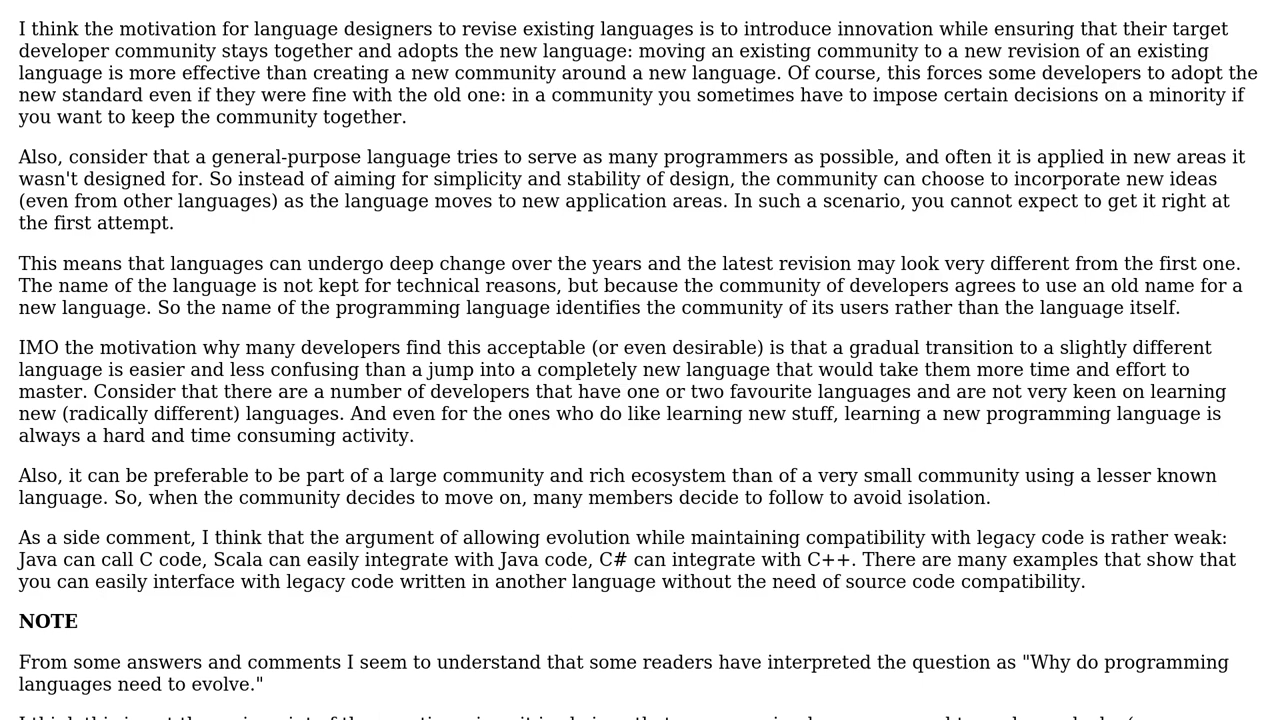 I think the motivation for language designers to revise existing languages is to introduce innovation while ensuring that their target
developer community stays together and adopts the new language: moving an existing community to a new revision of an existing
language is more effective than creating a new community around a new language. Of course, this forces some developers to adopt the
new standard even if they were fine with the old one: in a community you sometimes have to impose certain decisions on a minority if
you want to keep the community together.
Also, consider that a general-purpose language tries to serve as many programmers as possible, and often it is applied in new areas it
wasn't designed for. So instead of aiming for simplicity and stability of design, the community can choose to incorporate new ideas
(even from other languages) as the language moves to new application areas. In such a scenario, you cannot expect to get it right at
the first attempt.
This means that languages can undergo deep change over the years and the latest revision may look very different from the first one.
The name of the language is not kept for technical reasons, but because the community of developers agrees to use an old name for a
new language. So the name of the programming language identifies the community of its users rather than the language itself.
IMO the motivation why many developers find this acceptable (or even desirable) is that a gradual transition to a slightly different
language is easier and less confusing than a jump into a completely new language that would take them more time and effort to
master. Consider that there are a number of developers that have one or two favourite languages and are not very keen on learning
new (radically different) languages. And even for the ones who do like learning new stuff, learning a new programming language is
always a hard and time consuming activity.
Also, it can be preferable to be part of a large community and rich ecosystem than of a very small community using a lesser known
language. So, when the community decides to move on, many members decide to follow to avoid isolation.
As a side comment, I think that the argument of allowing evolution while maintaining compatibility with legacy code is rather weak:
Java can call C code, Scala can easily integrate with Java code, C# can integrate with C++. There are many examples that show that
you can easily interface with legacy code written in another language without the need of source code compatibility.
NOTE
From some answers and comments I seem to understand that some readers have interpreted the question as "Why do programming
languages need to evolve."